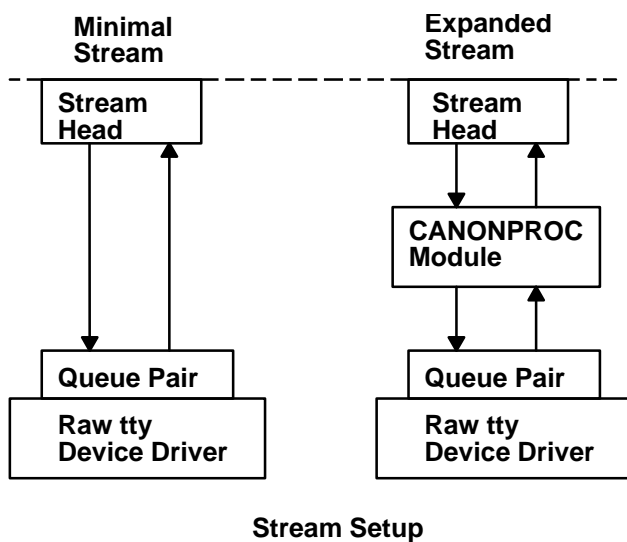 Minimal
Stream
Expanded
Stream
Stream
Head
Stream
Head
CANONPROC
Module
Queue Pair
Queue Pair
Raw tty
Device Driver
Raw tty
Device Driver
Stream Setup